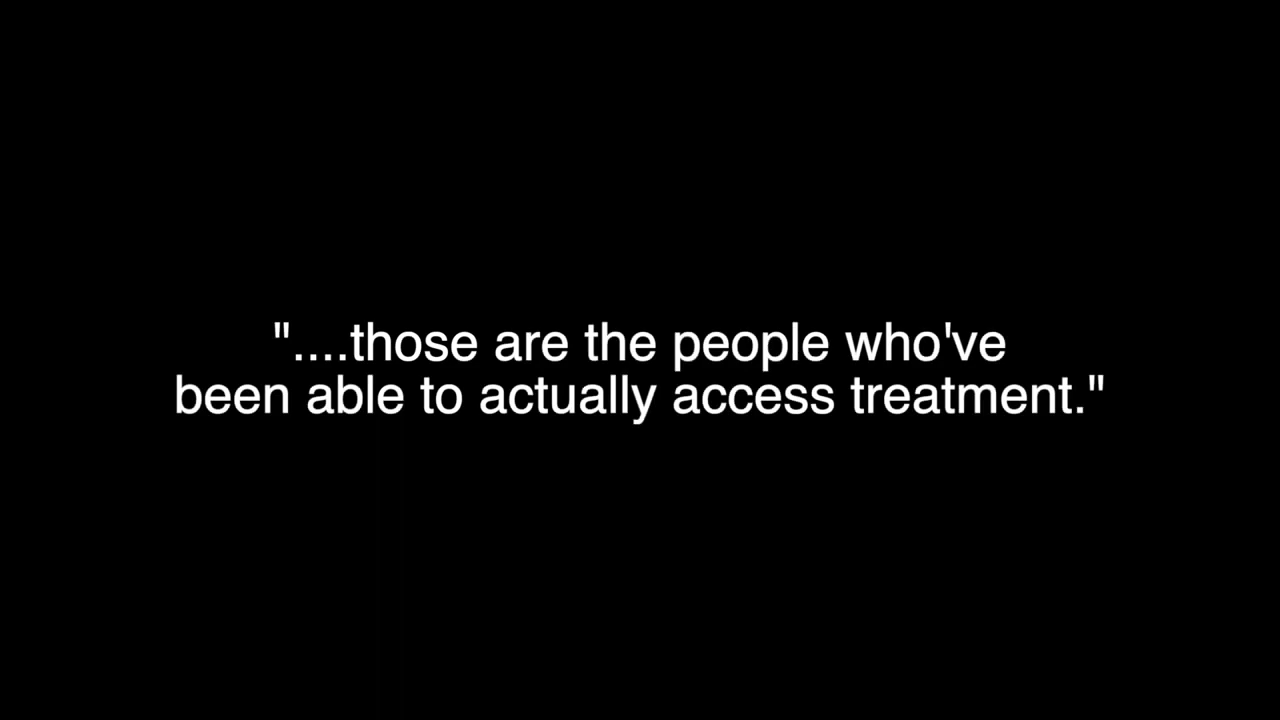 "....those are the people who've
been able to actually access treatment."